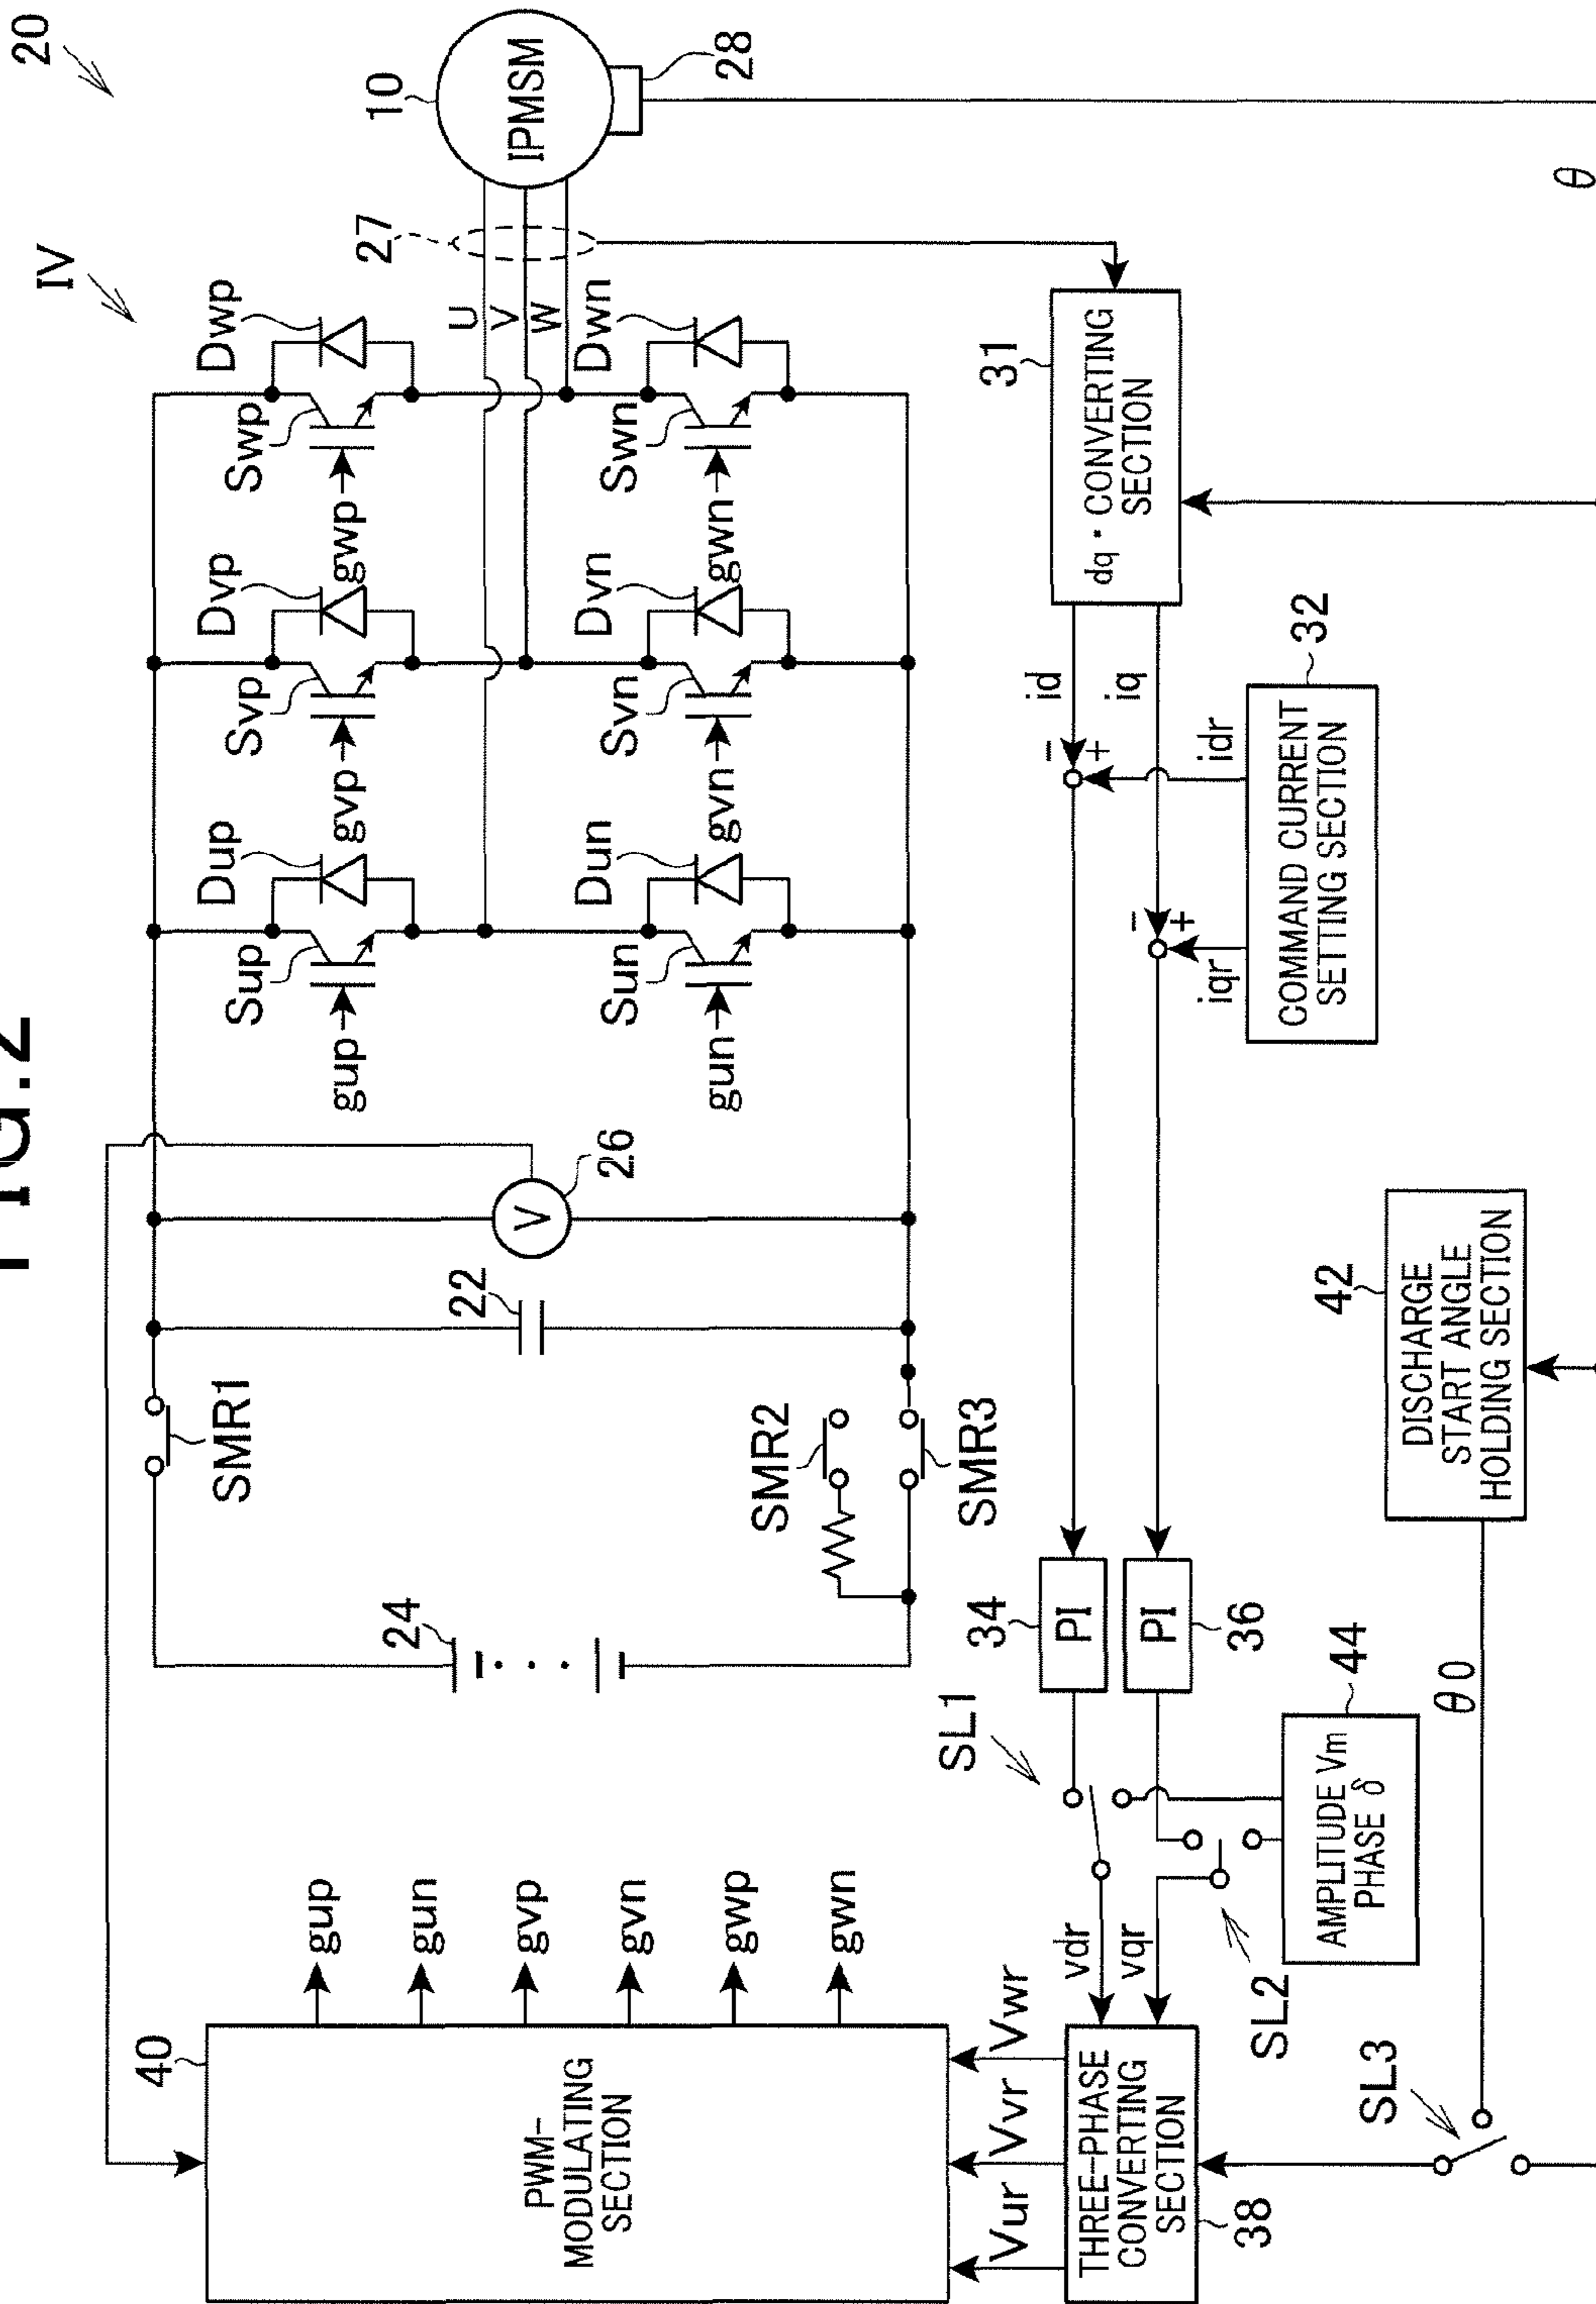 FIG.2
20
IV
10
IPMSM
28
27
U
V
W
Dwp
Swp
gwp
Dvp
Svp
gvp
Dup
Sup
gup
Dwn
Swn
gwn
Dvn
Svn
gvn
Dun
Sun
gun
V
26
22
24
SMR1
SMR2
SMR3
40
PWM-
MODULATING
SECTION
gup
gun
gvp
gvn
gwp
gwn
Vur
Vvr
Vwr
THREE-PHASE
CONVERTING
SECTION
38
vdr
vqr
SL1
SL2
SL3
34
PI
PI
36
44
AMPLITUDE Vm
PHASE δ
θ0
42
DISCHARGE
START ANGLE
HOLDING SECTION
id
iq
-
+
-
+
idr
iqr
32
COMMAND CURRENT
SETTING SECTION
31
dq · CONVERTING
SECTION
θ